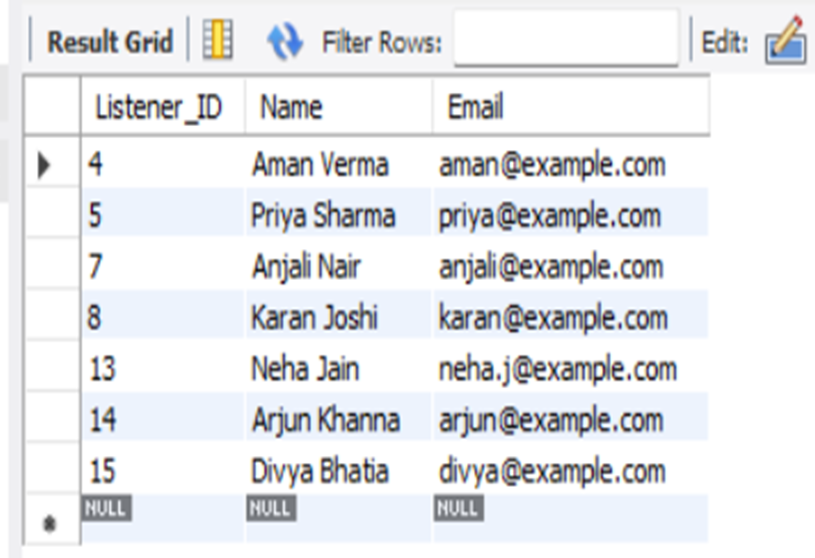 Result Grid Filter Rows: Edit:
Listener_ID Name Email
4 Aman Verma aman@example.com
5 Priya Sharma priya@example.com
7 Anjali Nair anjali@example.com
8 Karan Joshi karan@example.com
13 Neha Jain neha.j@example.com
14 Arjun Khanna arjun@example.com
15 Divya Bhatia divya@example.com
NULL NULL NULL